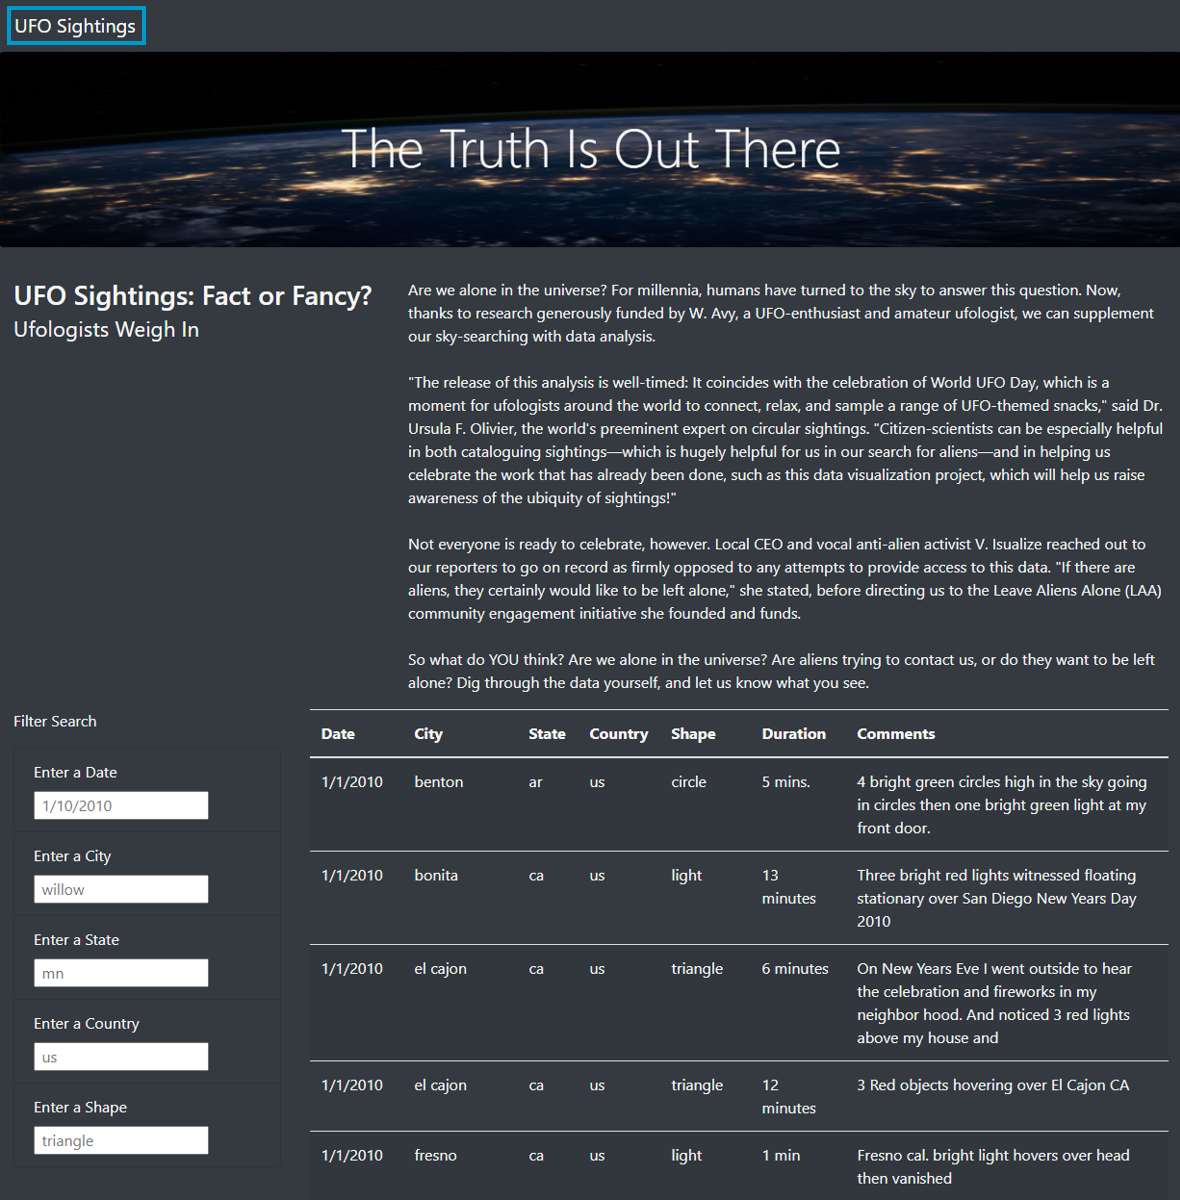 UFO Sightings
The Truth Is Out There
UFO Sightings: Fact or Fancy?
Ufologists Weigh In
Are we alone in the universe? For millennia, humans have turned to the sky to answer this question. Now,
thanks to research generously funded by W. Avy, a UFO-enthusiast and amateur ufologist, we can supplement
our sky-searching with data analysis.
"The release of this analysis is well-timed: It coincides with the celebration of World UFO Day, which is a
moment for ufologists around the world to connect, relax, and sample a range of UFO-themed snacks," said Dr.
Ursula F. Olivier, the world's preeminent expert on circular sightings. "Citizen-scientists can be especially helpful
in both cataloguing sightings—which is hugely helpful for us in our search for aliens—and in helping us
celebrate the work that has already been done, such as this data visualization project, which will help us raise
awareness of the ubiquity of sightings!"
Not everyone is ready to celebrate, however. Local CEO and vocal anti-alien activist V. Isualize reached out to
our reporters to go on record as firmly opposed to any attempts to provide access to this data. "If there are
aliens, they certainly would like to be left alone," she stated, before directing us to the Leave Aliens Alone (LAA)
community engagement initiative she founded and funds.
So what do YOU think? Are we alone in the universe? Are aliens trying to contact us, or do they want to be left
alone? Dig through the data yourself, and let us know what you see.
Filter Search
Enter a Date
1/10/2010
Enter a City
willow
Enter a State
mn
Enter a Country
us
Enter a Shape
triangle
Date City State Country Shape Duration Comments
1/1/2010 benton ar us circle 5 mins. 4 bright green circles high in the sky going
in circles then one bright green light at my
front door.
1/1/2010 bonita ca us light 13 Three bright red lights witnessed floating
minutes stationary over San Diego New Years Day
2010
1/1/2010 el cajon ca us triangle 6 minutes On New Years Eve I went outside to hear
the celebration and fireworks in my
neighbor hood. And noticed 3 red lights
above my house and
1/1/2010 el cajon ca us triangle 12 3 Red objects hovering over El Cajon CA
minutes
1/1/2010 fresno ca us light 1 min Fresno cal. bright light hovers over head
then vanished